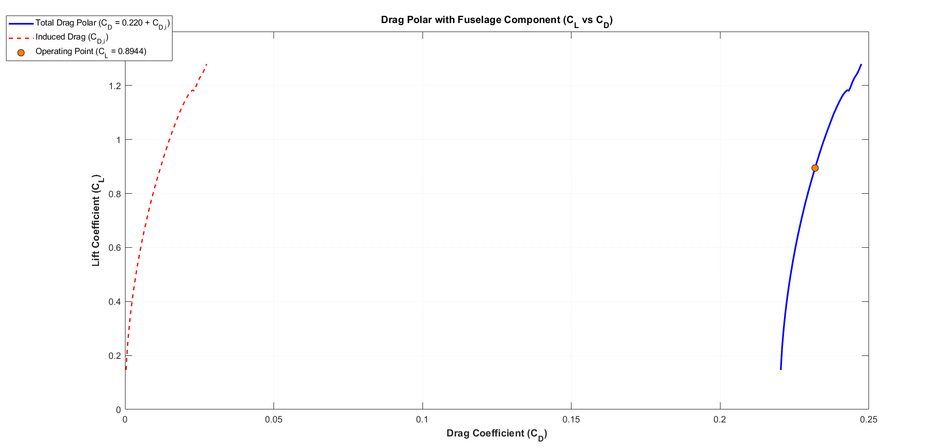 Drag Polar with Fuselage Component (C_L vs C_D)
Total Drag Polar (C_D = 0.220 + C_D,i)
Induced Drag (C_D,i)
Operating Point (C_L = 0.8944)
1.2
1
0.8
0.6
0.4
0.2
0
Lift Coefficient (C_L)
0 0.05 0.1 0.15 0.2 0.25
Drag Coefficient (C_D)